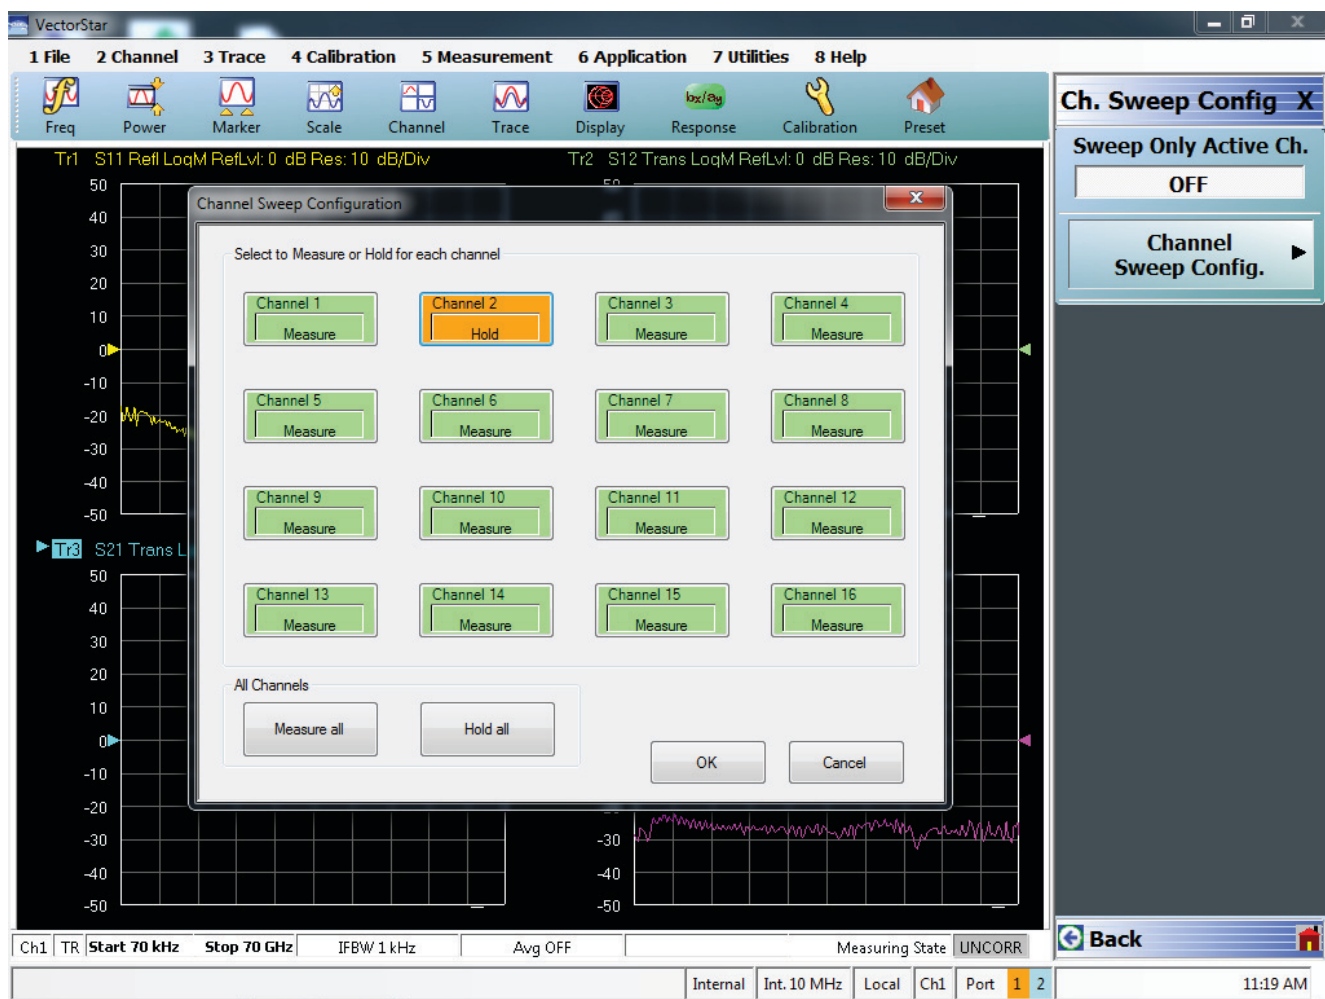 VectorStar
1 File 2 Channel 3 Trace 4 Calibration 5 Measurement 6 Application 7 Utilities 8 Help
Freq Power Marker Scale Channel Trace Display Response Calibration Preset
bx/ay
Ch. Sweep Config X
Sweep Only Active Ch.
OFF
Channel
Sweep Config.
Tr1 S11 Refl LogM RefLvl: 0 dB Res: 10 dB/Div
Tr2 S12 Trans LogM RefLvl: 0 dB Res: 10 dB/Div
50
40
30
20
10
0
-10
-20
-30
-40
-50
Channel Sweep Configuration
Select to Measure or Hold for each channel
Channel 1 Channel 2 Channel 3 Channel 4
Measure Hold Measure Measure
Channel 5 Channel 6 Channel 7 Channel 8
Measure Measure Measure Measure
Channel 9 Channel 10 Channel 11 Channel 12
Measure Measure Measure Measure
Channel 13 Channel 14 Channel 15 Channel 16
Measure Measure Measure Measure
All Channels
Measure all Hold all
OK Cancel
Tr3 S21 Trans L
50
40
30
20
10
0
-10
-20
-30
-40
-50
-30
-40
-50
Ch1 TR Start 70 kHz Stop 70 GHz IFBW 1 kHz Avg OFF Measuring State UNCORR
Back
Internal Int. 10 MHz Local Ch1 Port 1 2 11:19 AM